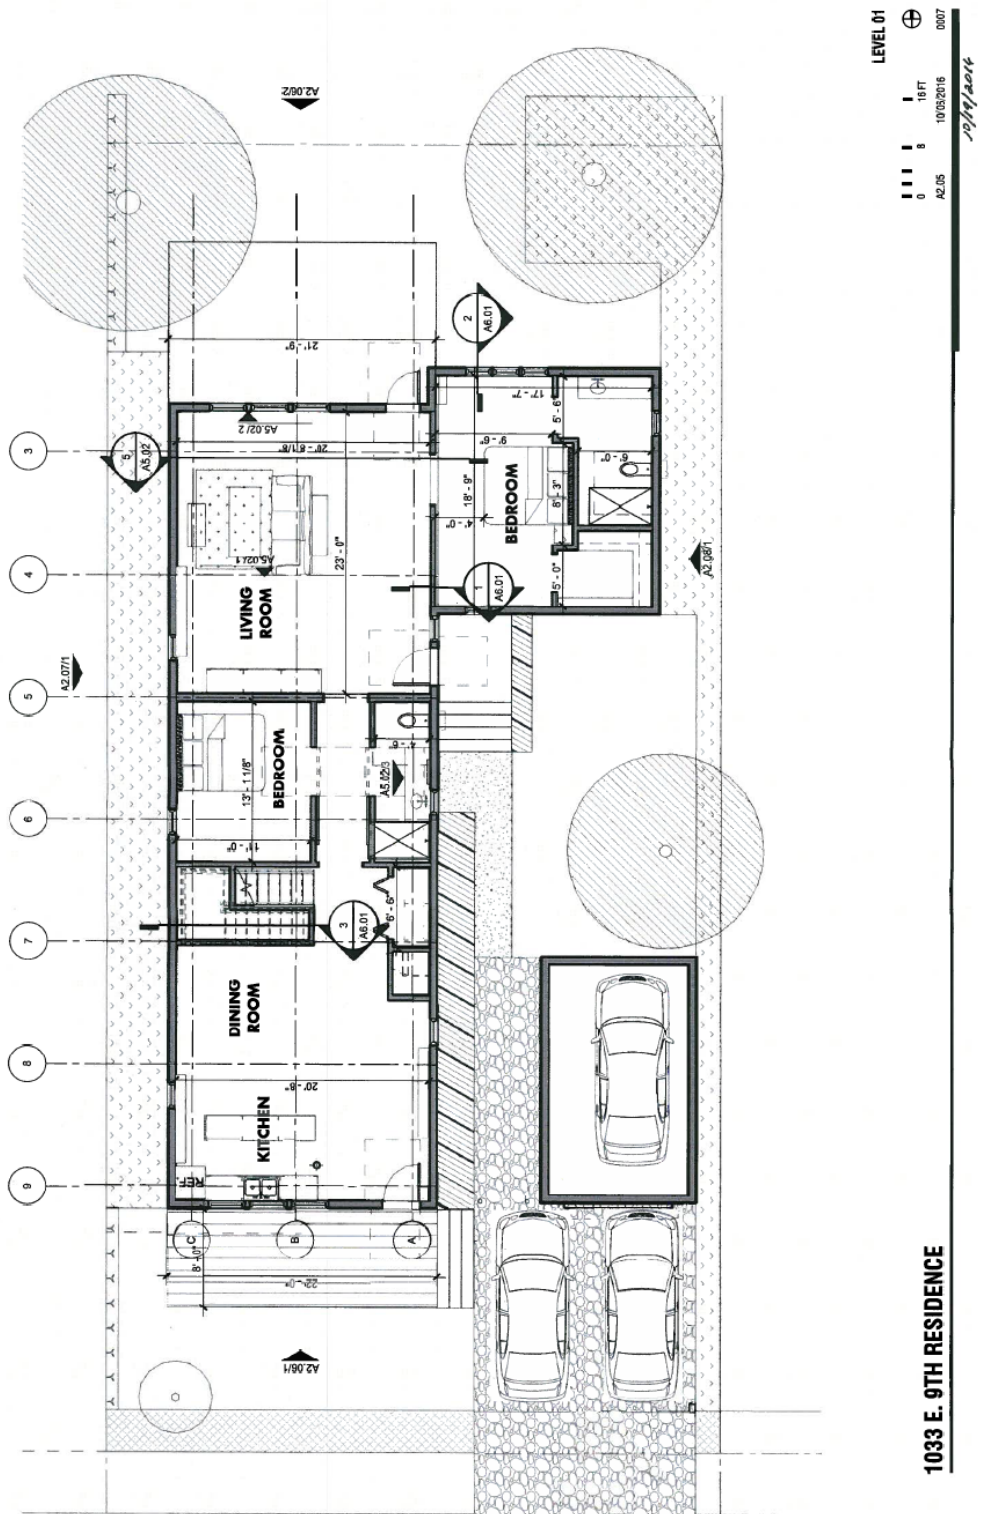 LEVEL 01
0 8 16 FT
A2.05 10/03/2016 0007
10/19/2016
A2.06/2
21'- 9"
2
A6.01
3
5
A5.02
A5.02/2
20'- 8 1/8"
17'- 7"
5'- 6"
9'- 6"
6'- 0"
18'- 9"
4'- 0"
BEDROOM
8'- 3"
4
A5.02/1
23'- 0"
LIVING
ROOM
1
A6.01
5'- 0"
A2.08/1
A2.07/1
5
4'- 6
13'- 1 1/8"
BEDROOM
A5.02/3
6
11'- 0"
6'- 6"
7
3
A6.01
DINING
ROOM
8
20'- 8"
KITCHEN
9
REF.
C
B
A
8'- 0"
22'- 0"
A2.06/1
1033 E. 9TH RESIDENCE